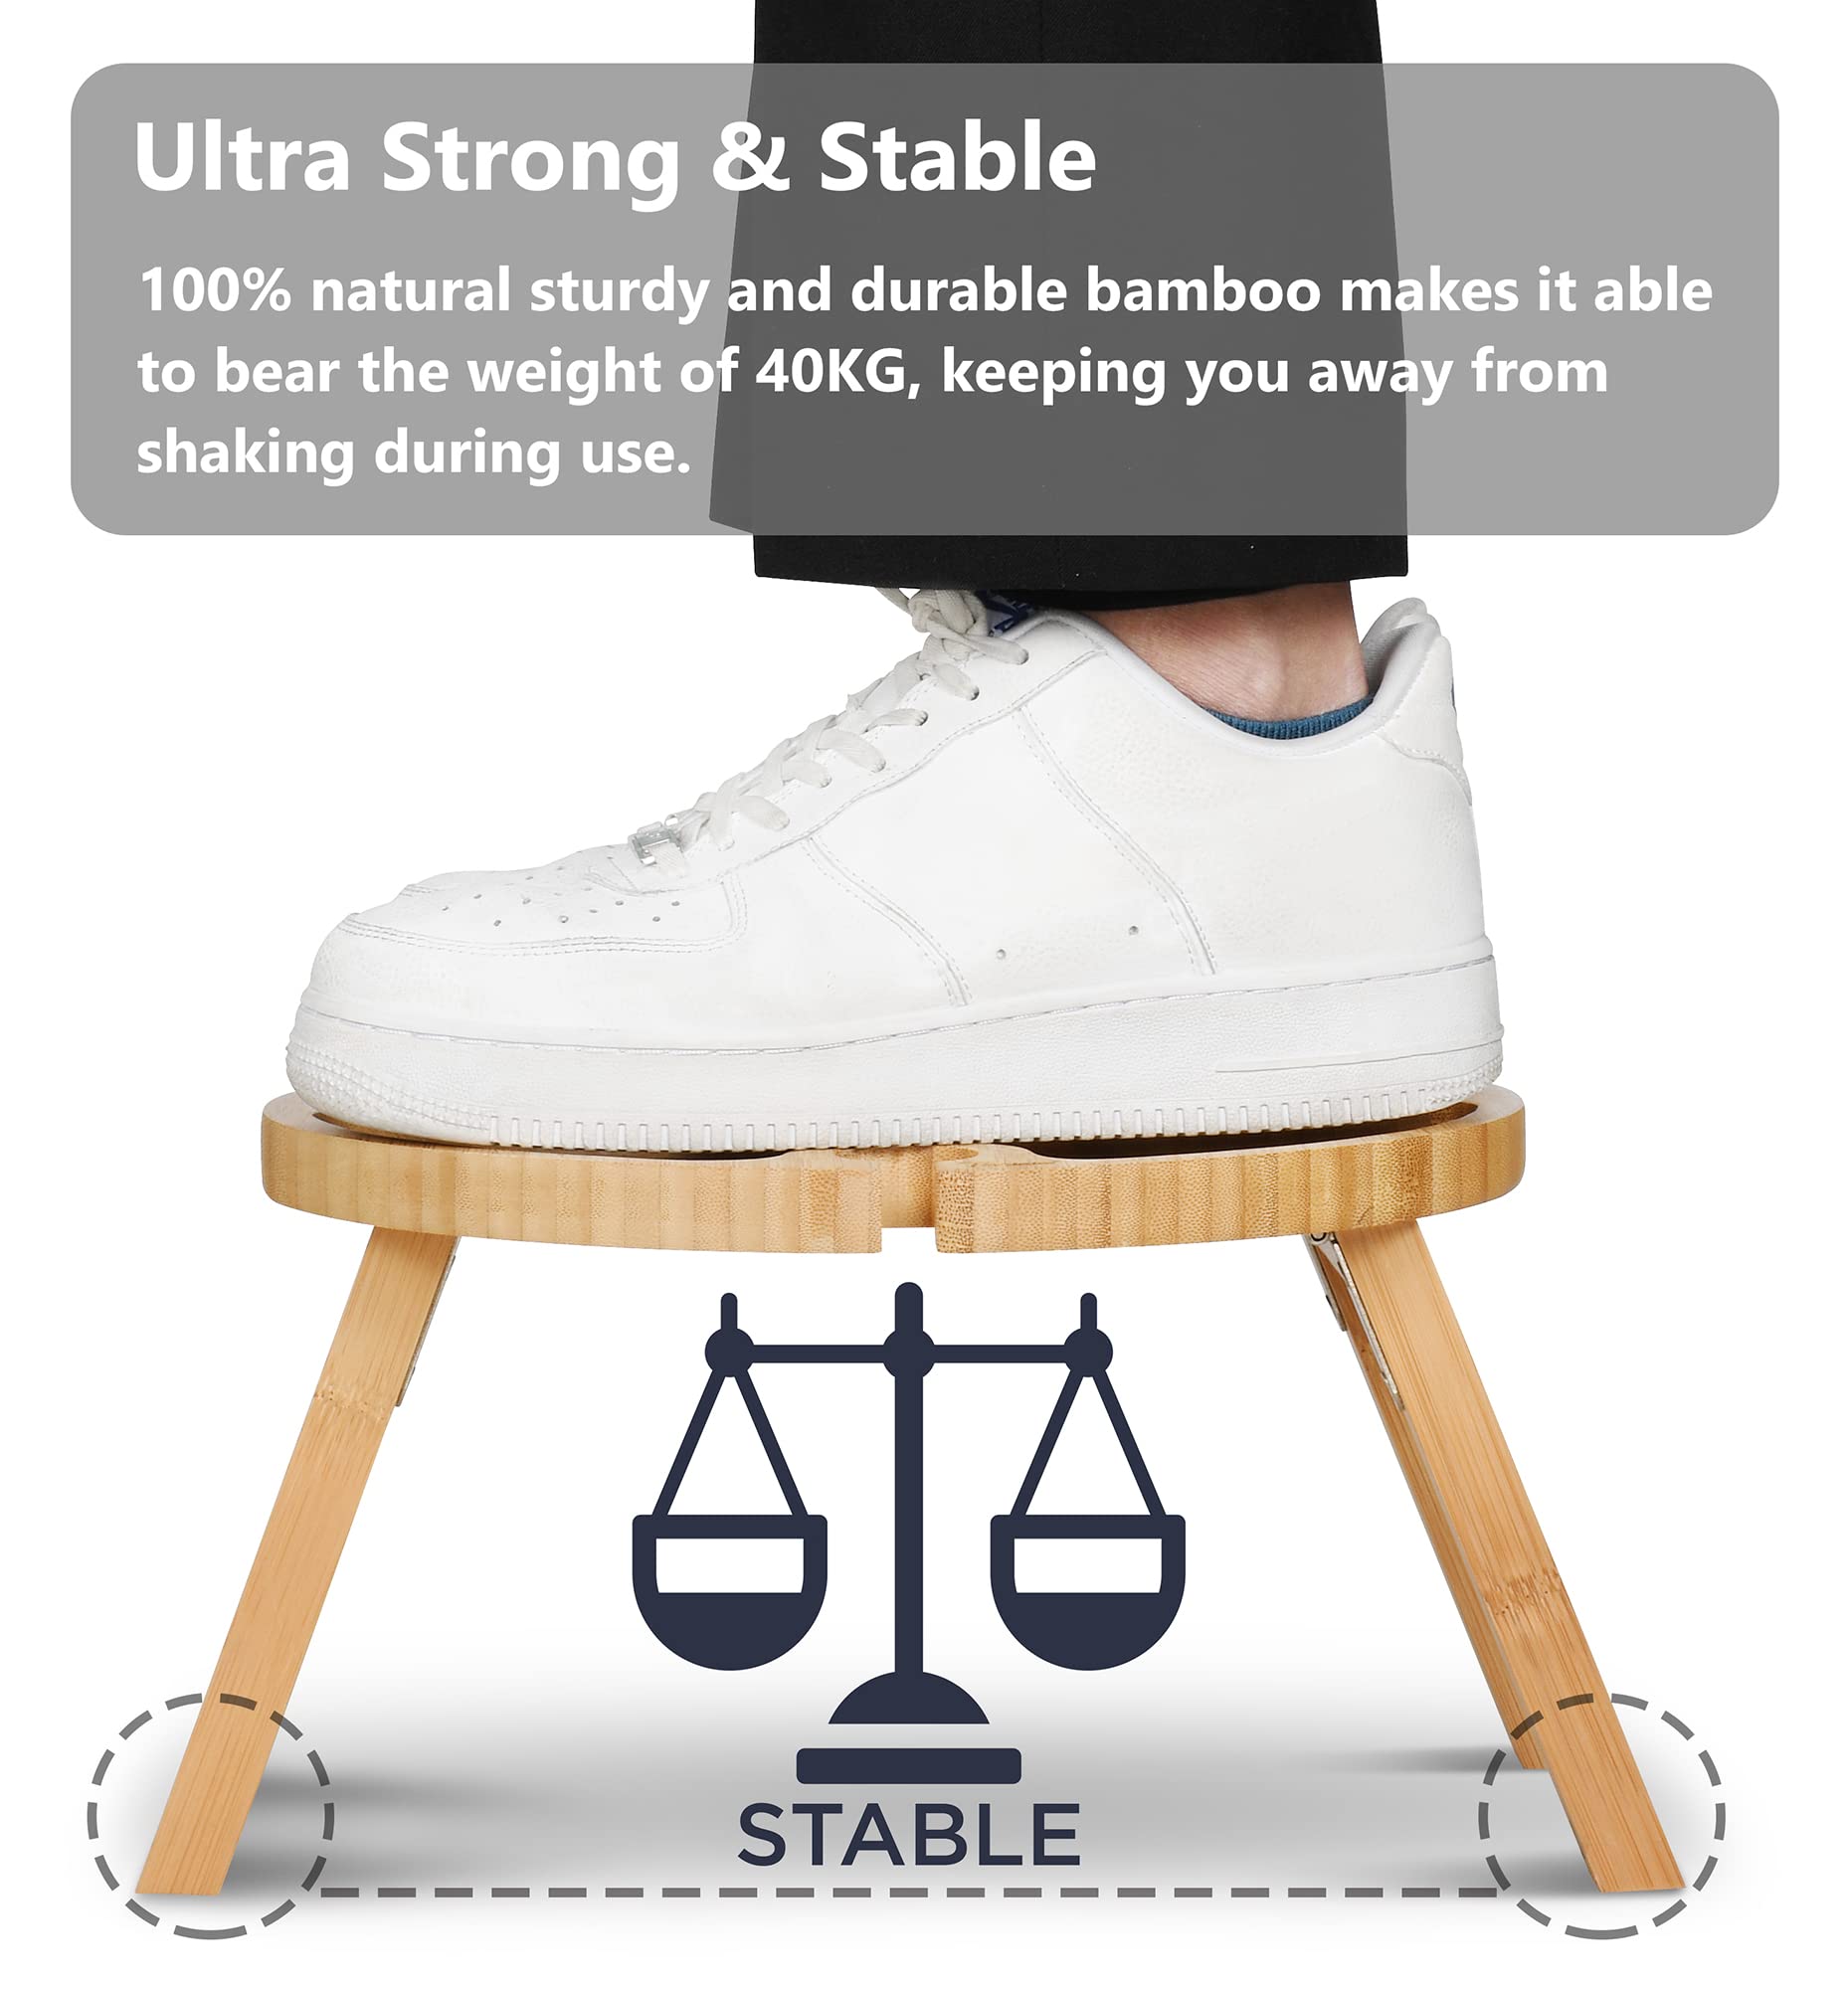 Ultra Strong & Stable
100% natural sturdy and durable bamboo makes it able
to bear the weight of 40KG, keeping you away from
shaking during use.
STABLE